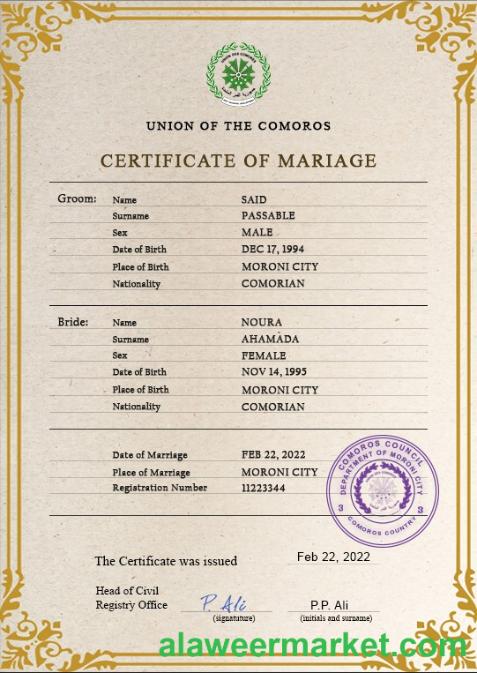 UNION OF THE COMOROS
CERTIFICATE OF MARIAGE
Groom: Name SAID
Surname PASSABLE
Sex MALE
Date of Birth DEC 17, 1994
Place of Birth MORONI CITY
Nationality COMORIAN
Bride: Name NOURA
Surname AHAMADA
Sex FEMALE
Date of Birth NOV 14, 1995
Place of Birth MORONI CITY
Nationality COMORIAN
Date of Marriage FEB 22, 2022
Place of Marriage MORONI CITY
Registration Number 11223344
COMOROS COUNCIL
DEPARTMENT OF MORONI CITY
3 3
COMOROS COUNTRY
The Certificate was issued Feb 22, 2022
Head of Civil
Registry Office P. Ali P.P. Ali
(signatuture) (initials and surname)
alaweermarket.com